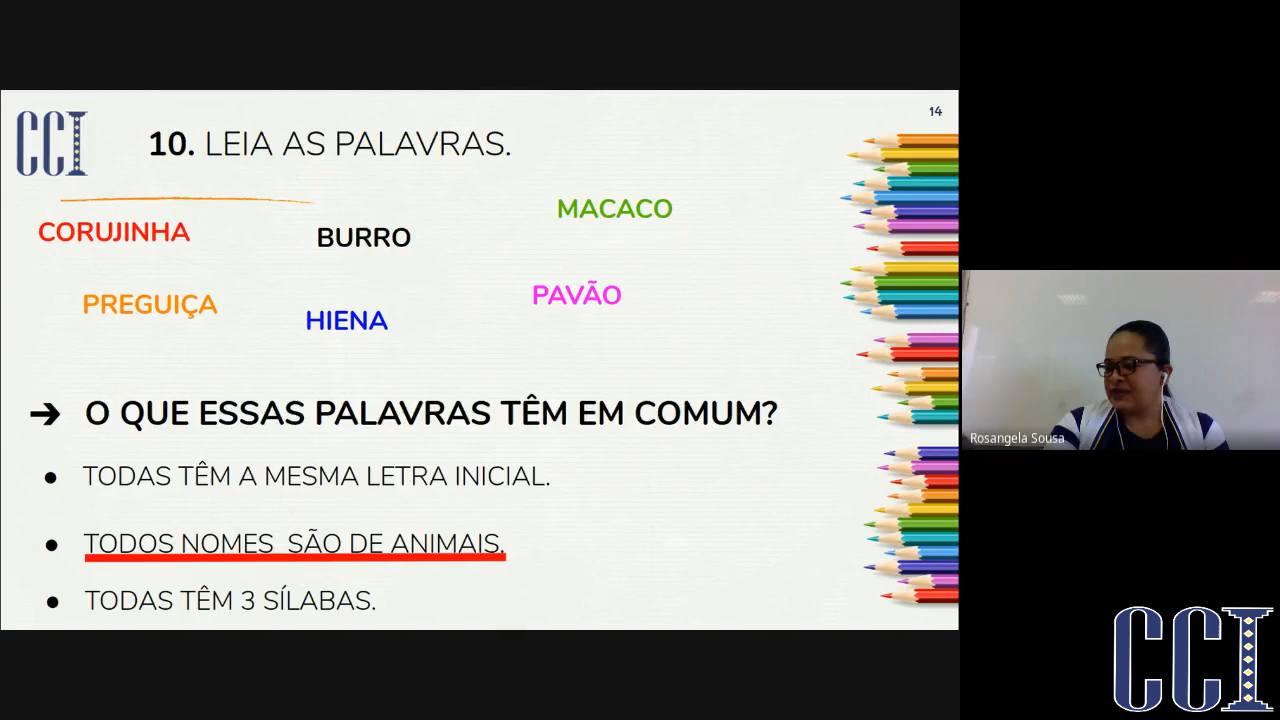 CCI
14
10. LEIA AS PALAVRAS.
MACACO
CORUJINHA
BURRO
PAVÃO
PREGUIÇA
HIENA
➔ O QUE ESSAS PALAVRAS TÊM EM COMUM?
● TODAS TÊM A MESMA LETRA INICIAL.
● TODOS NOMES SÃO DE ANIMAIS.
● TODAS TÊM 3 SÍLABAS.
Rosangela Sousa
CCI